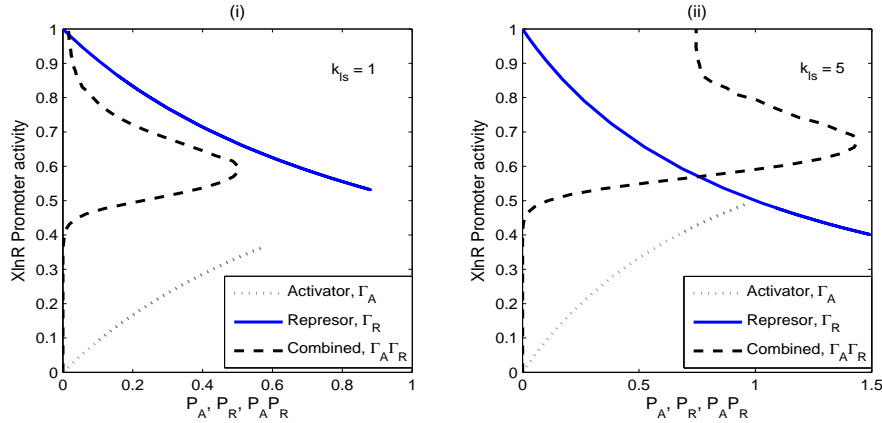 (i)
XlnR Promoter activity
1
0.9
0.8
0.7
0.6
0.5
0.4
0.3
0.2
0.1
0
k_ls = 1
Activator, Γ_A
Represor, Γ_R
Combined, Γ_AΓ_R
0 0.2 0.4 0.6 0.8 1
P_A, P_R, P_AP_R
(ii)
XlnR Promoter activity
1
0.9
0.8
0.7
0.6
0.5
0.4
0.3
0.2
0.1
0
k_ls = 5
Activator, Γ_A
Represor, Γ_R
Combined, Γ_AΓ_R
0 0.5 1 1.5
P_A, P_R, P_AP_R